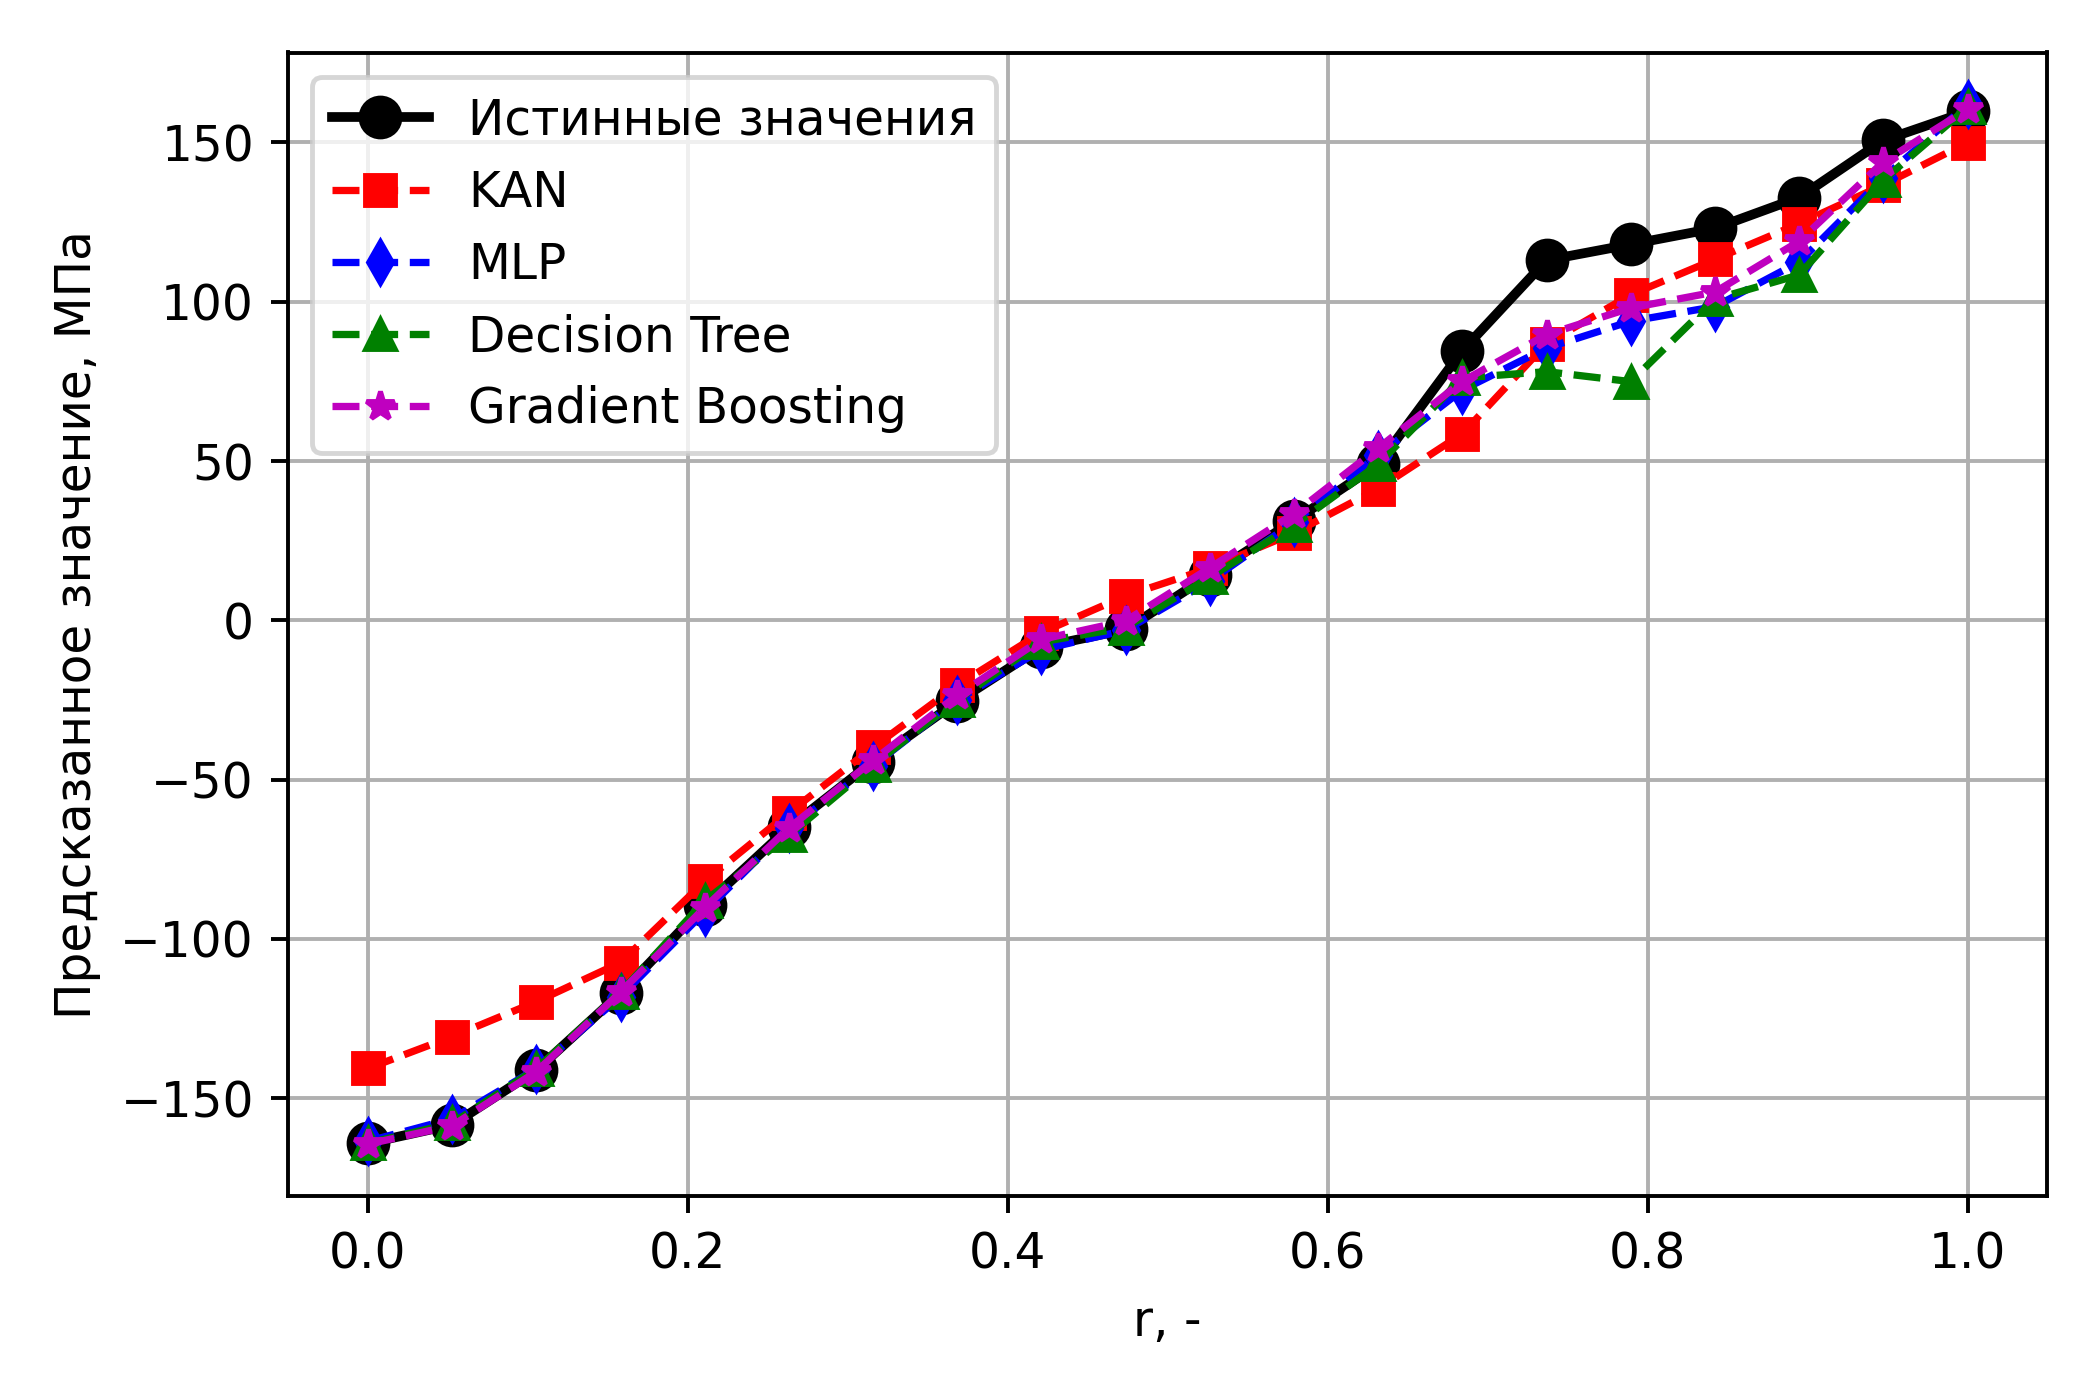 Истинные значения
KAN
MLP
Decision Tree
Gradient Boosting
Предсказанное значение, МПа
150
100
50
0
−50
−100
−150
0.0 0.2 0.4 0.6 0.8 1.0
r, -